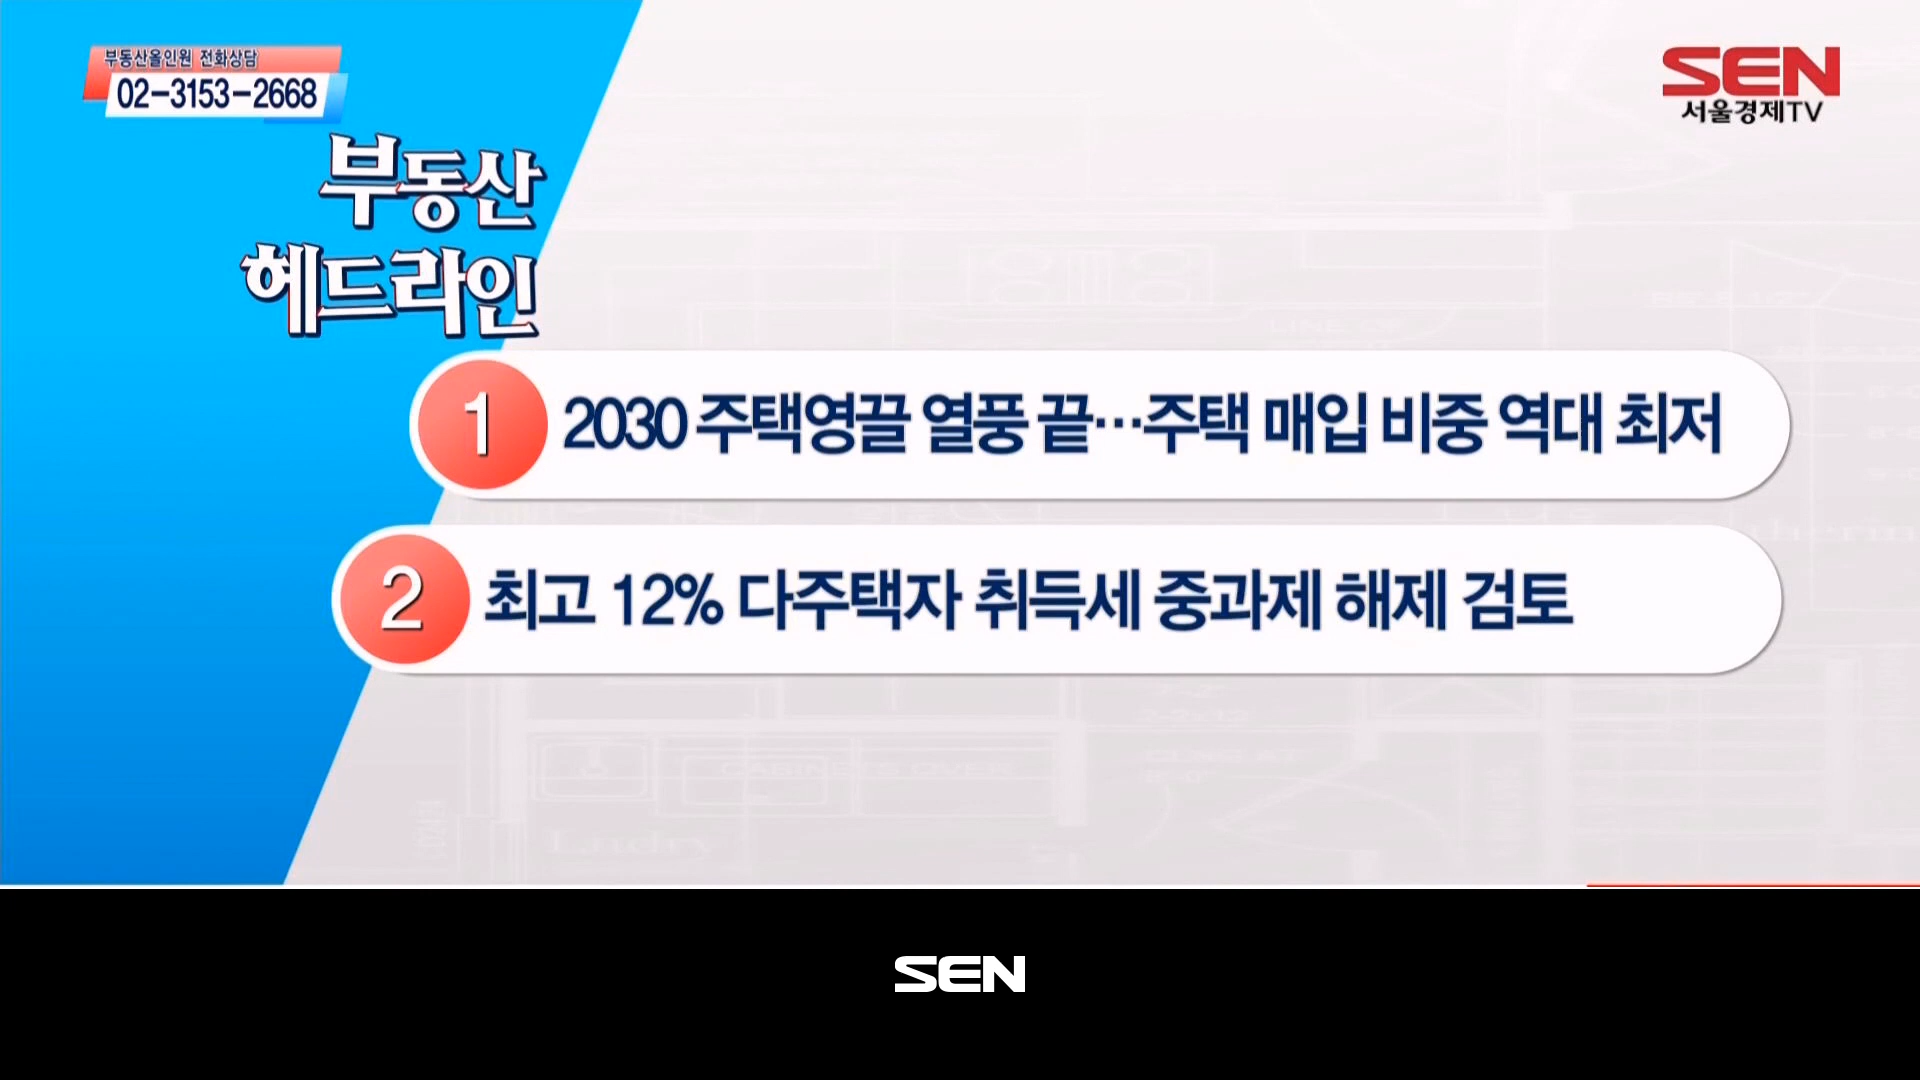 부동산올인원 전화상담
02-3153-2668
SEN
서울경제TV
부동산
헤드라인
1 2030 주택영끌 열풍 끝…주택 매입 비중 역대 최저
2 최고 12% 다주택자 취득세 중과제 해제 검토
CABINETS OVER
SEN